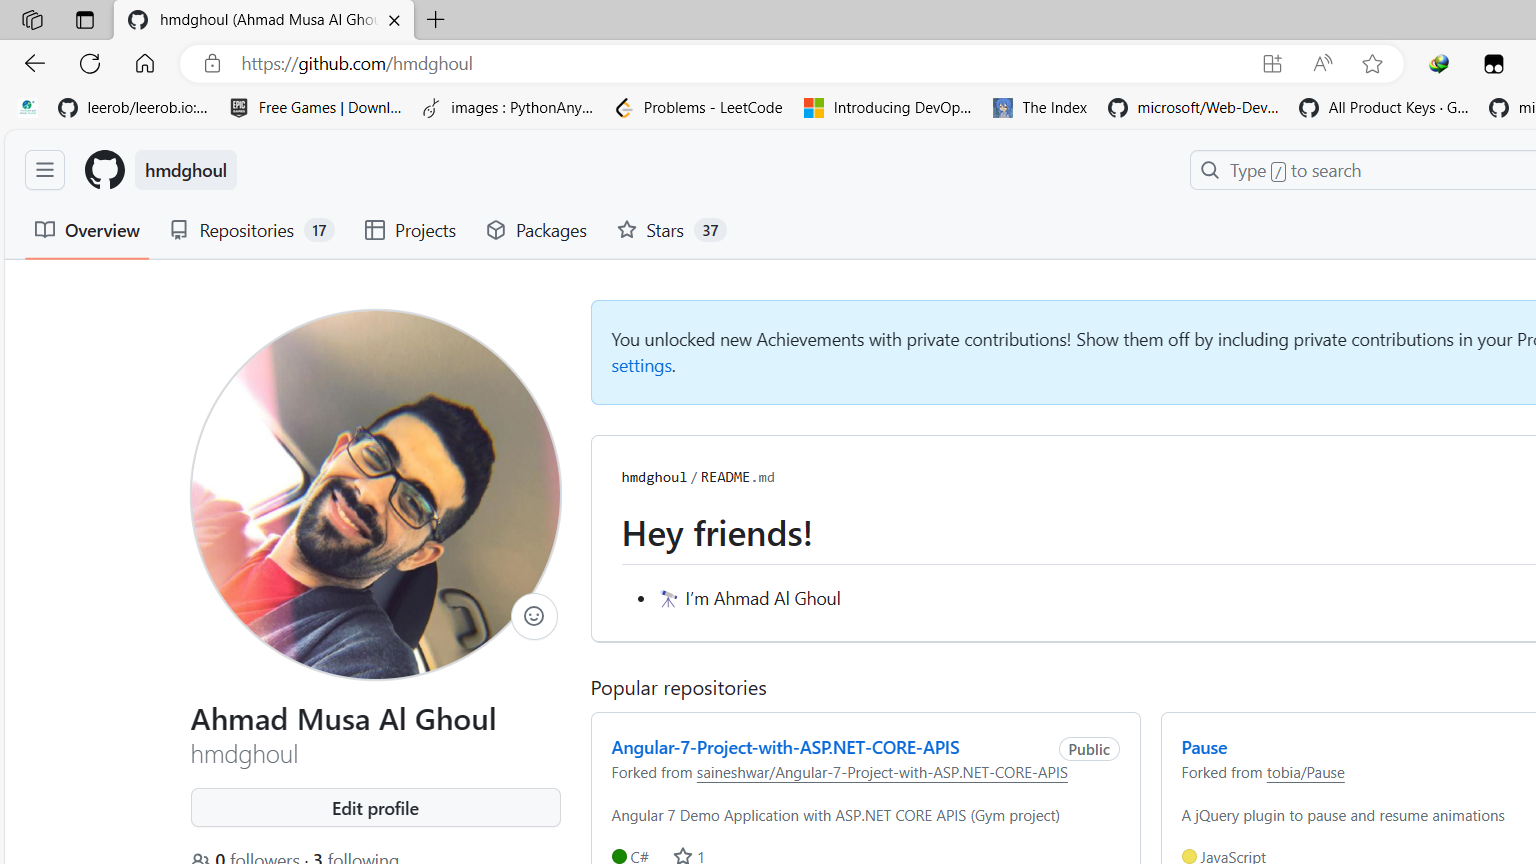 hmdghoul (Ahmad Musa Al Ghou
https://github.com/hmdghoul
leerob/leerob.io:...
EPIC GAMES
Free Games | Downl...
images : PythonAny...
Problems - LeetCode
Introducing DevOp...
The Index
microsoft/Web-Dev...
All Product Keys · G...
mi
hmdghoul
Type / to search
Overview
Repositories 17
Projects
Packages
Stars 37
You unlocked new Achievements with private contributions! Show them off by including private contributions in your Pro
settings.
hmdghoul / README.md
Hey friends!
I’m Ahmad Al Ghoul
Ahmad Musa Al Ghoul
hmdghoul
Edit profile
0 followers · 3 following
Popular repositories
Angular-7-Project-with-ASP.NET-CORE-APIS Public
Forked from saineshwar/Angular-7-Project-with-ASP.NET-CORE-APIS
Angular 7 Demo Application with ASP.NET CORE APIS (Gym project)
C# 1
Pause
Forked from tobia/Pause
A jQuery plugin to pause and resume animations
JavaScript